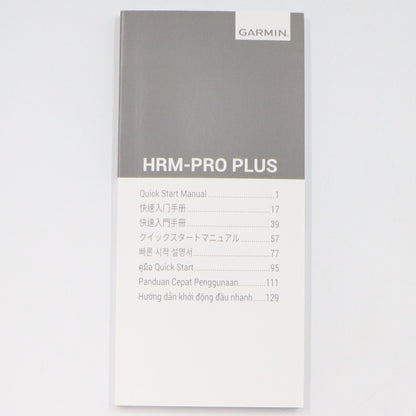 GARMIN.
HRM-PRO PLUS
Quick Start Manual..............................1
快速入门手册..................................17
快速入門手冊..................................39
クイックスタートマニュアル...........57
빠른 시작 설명서............................77
คู่มือ Quick Start............................95
Panduan Cepat Penggunaan..........111
Hướng dẫn khởi động đầu nhanh......129